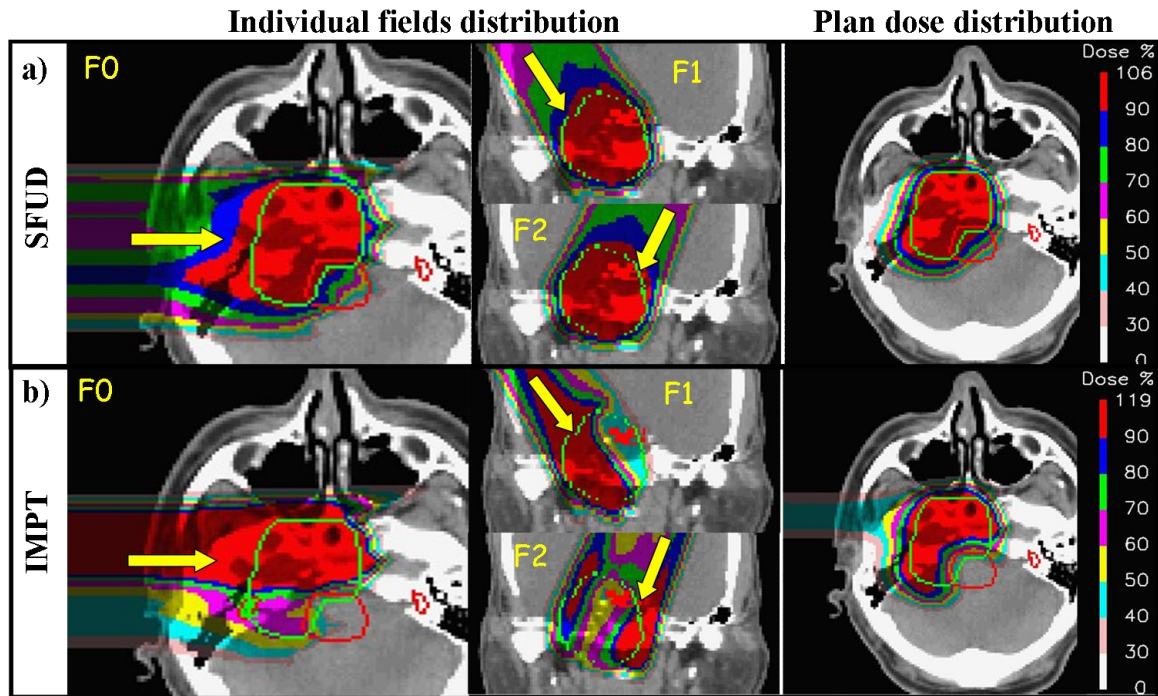 Individual fields distribution
Plan dose distribution
a)
SFUD
F0
F1
F2
Dose %
106
90
80
70
60
50
40
30
0
b)
IMPT
F0
F1
F2
Dose %
119
90
80
70
60
50
40
30
0